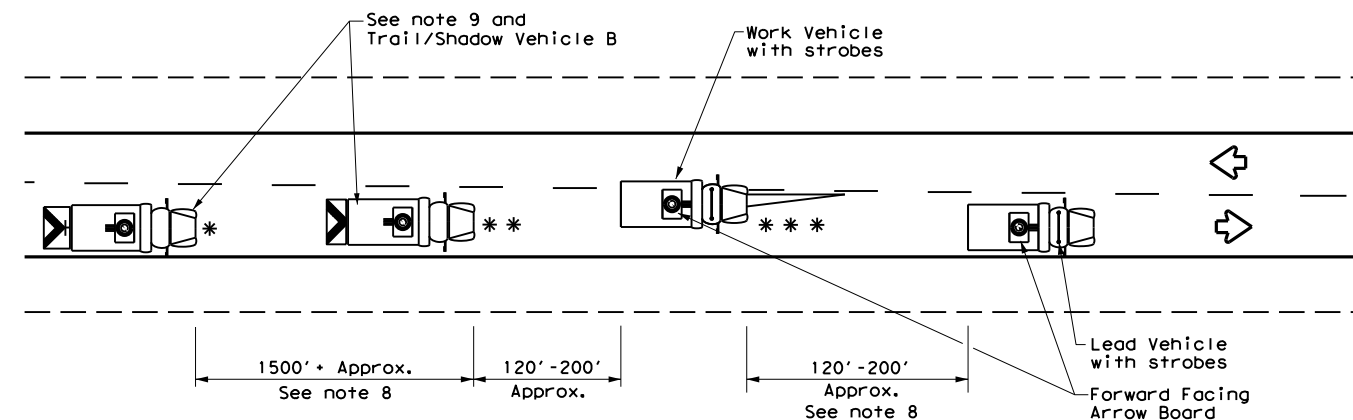 See note 9 and
Trail/Shadow Vehicle B
Work Vehicle
with strobes
*
* *
* * *
1500'+ Approx.
See note 8
120'-200'
Approx.
120'-200'
Approx.
See note 8
Lead Vehicle
with strobes
Forward Facing
Arrow Board